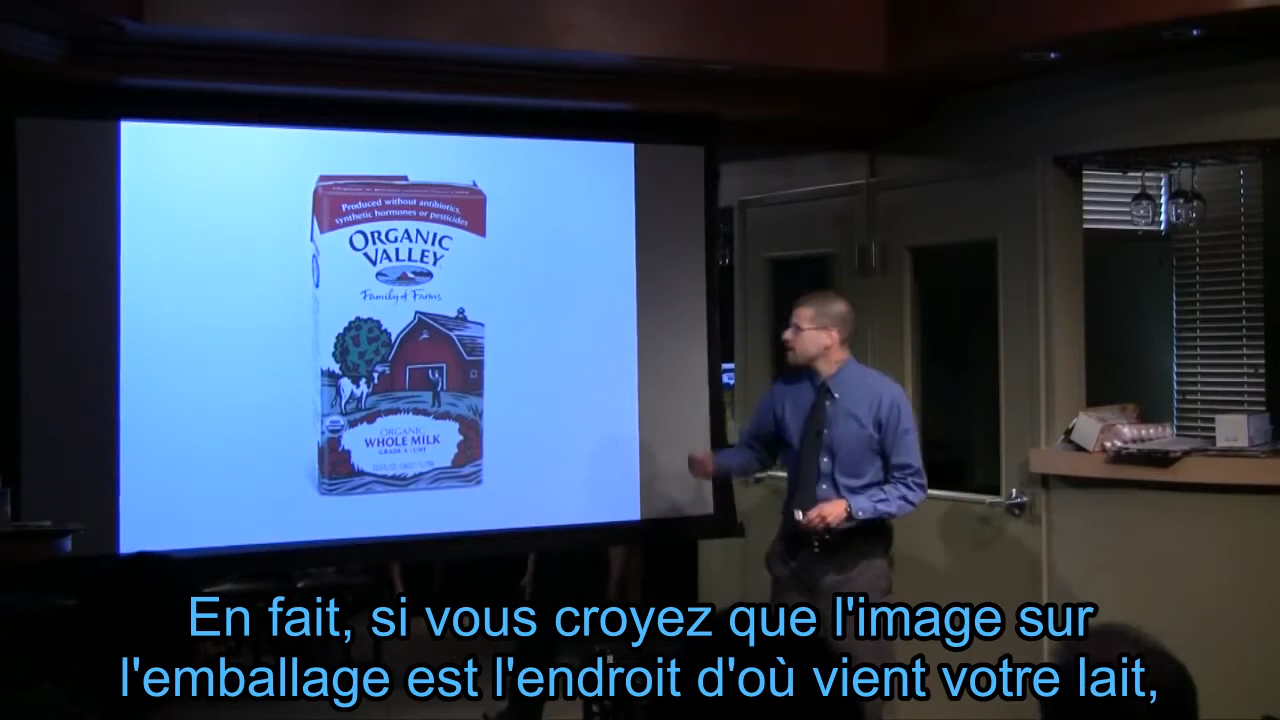 Produced without antibiotics,
synthetic hormones or pesticides
ORGANIC
VALLEY
Family of Farms
ORGANIC
WHOLE MILK
GRADE A • UHT
En fait, si vous croyez que l'image sur
l'emballage est l'endroit d'où vient votre lait,